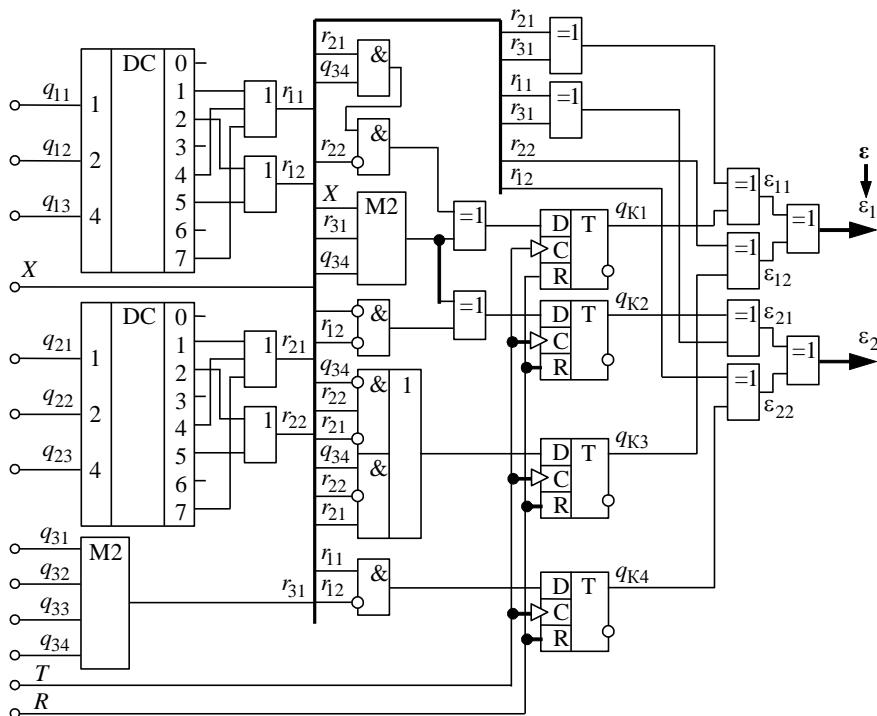 DC
0
q11
1
1
2
q12
2
3
4
q13
4
5
6
7
1
r11
1
r12
X
DC
0
q21
1
1
2
q22
2
3
4
q23
4
5
6
7
1
r21
1
r22
q31
M2
q32
q33
r31
q34
T
R
r21
&
q34
&
r22
X
M2
r31
q34
=1
&
r12
=1
q34
&
1
r22
r21
q34
&
r22
r21
r11
&
r12
D T
C
R
qК1
D T
C
R
qК2
D T
C
R
qК3
D T
C
R
qК4
r21
=1
r31
r11
=1
r31
r22
r12
=1
ε11
=1
ε12
=1
ε21
=1
ε22
ε
=1
ε1
=1
ε2